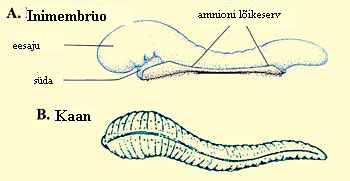 A. Inimembrüo
amnioni lõikeserv
eesaju
süda
B. Kaan